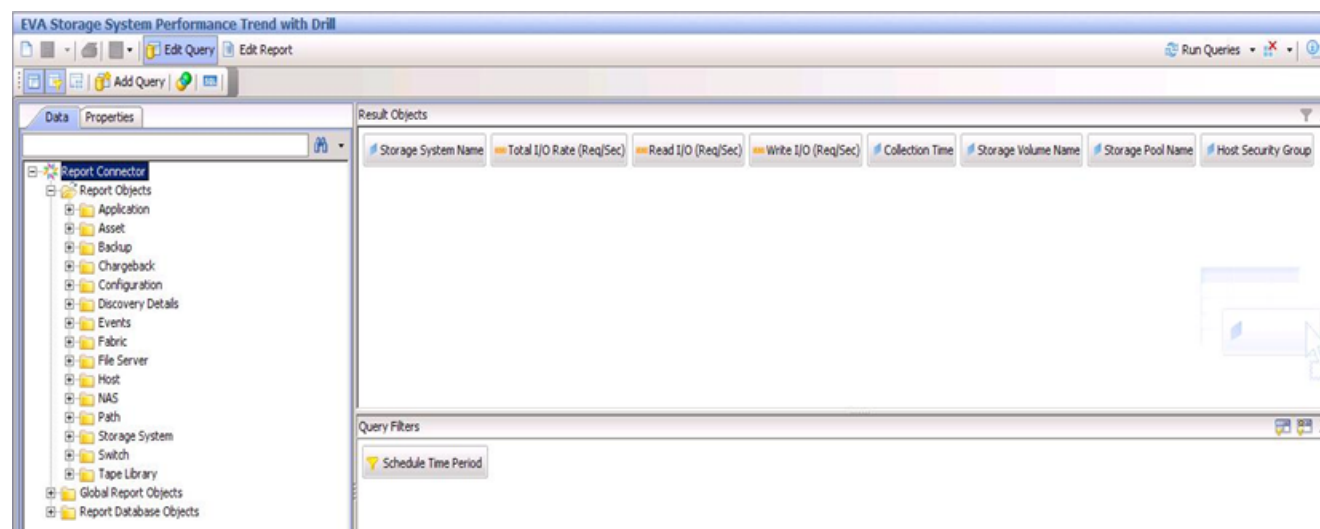 EVA Storage System Performance Trend with Drill
Edit Query Edit Report Run Queries
Add Query
Data Properties
Result Objects
Storage System Name Total I/O Rate (Req/Sec) Read I/O (Req/Sec) Write I/O (Req/Sec) Collection Time Storage Volume Name Storage Pool Name Host Security Group
Report Connector
Report Objects
Application
Asset
Backup
Chargeback
Configuration
Discovery Details
Events
Fabric
File Server
Host
NAS
Path
Storage System
Switch
Tape Library
Global Report Objects
Report Database Objects
Query Filters
Schedule Time Period